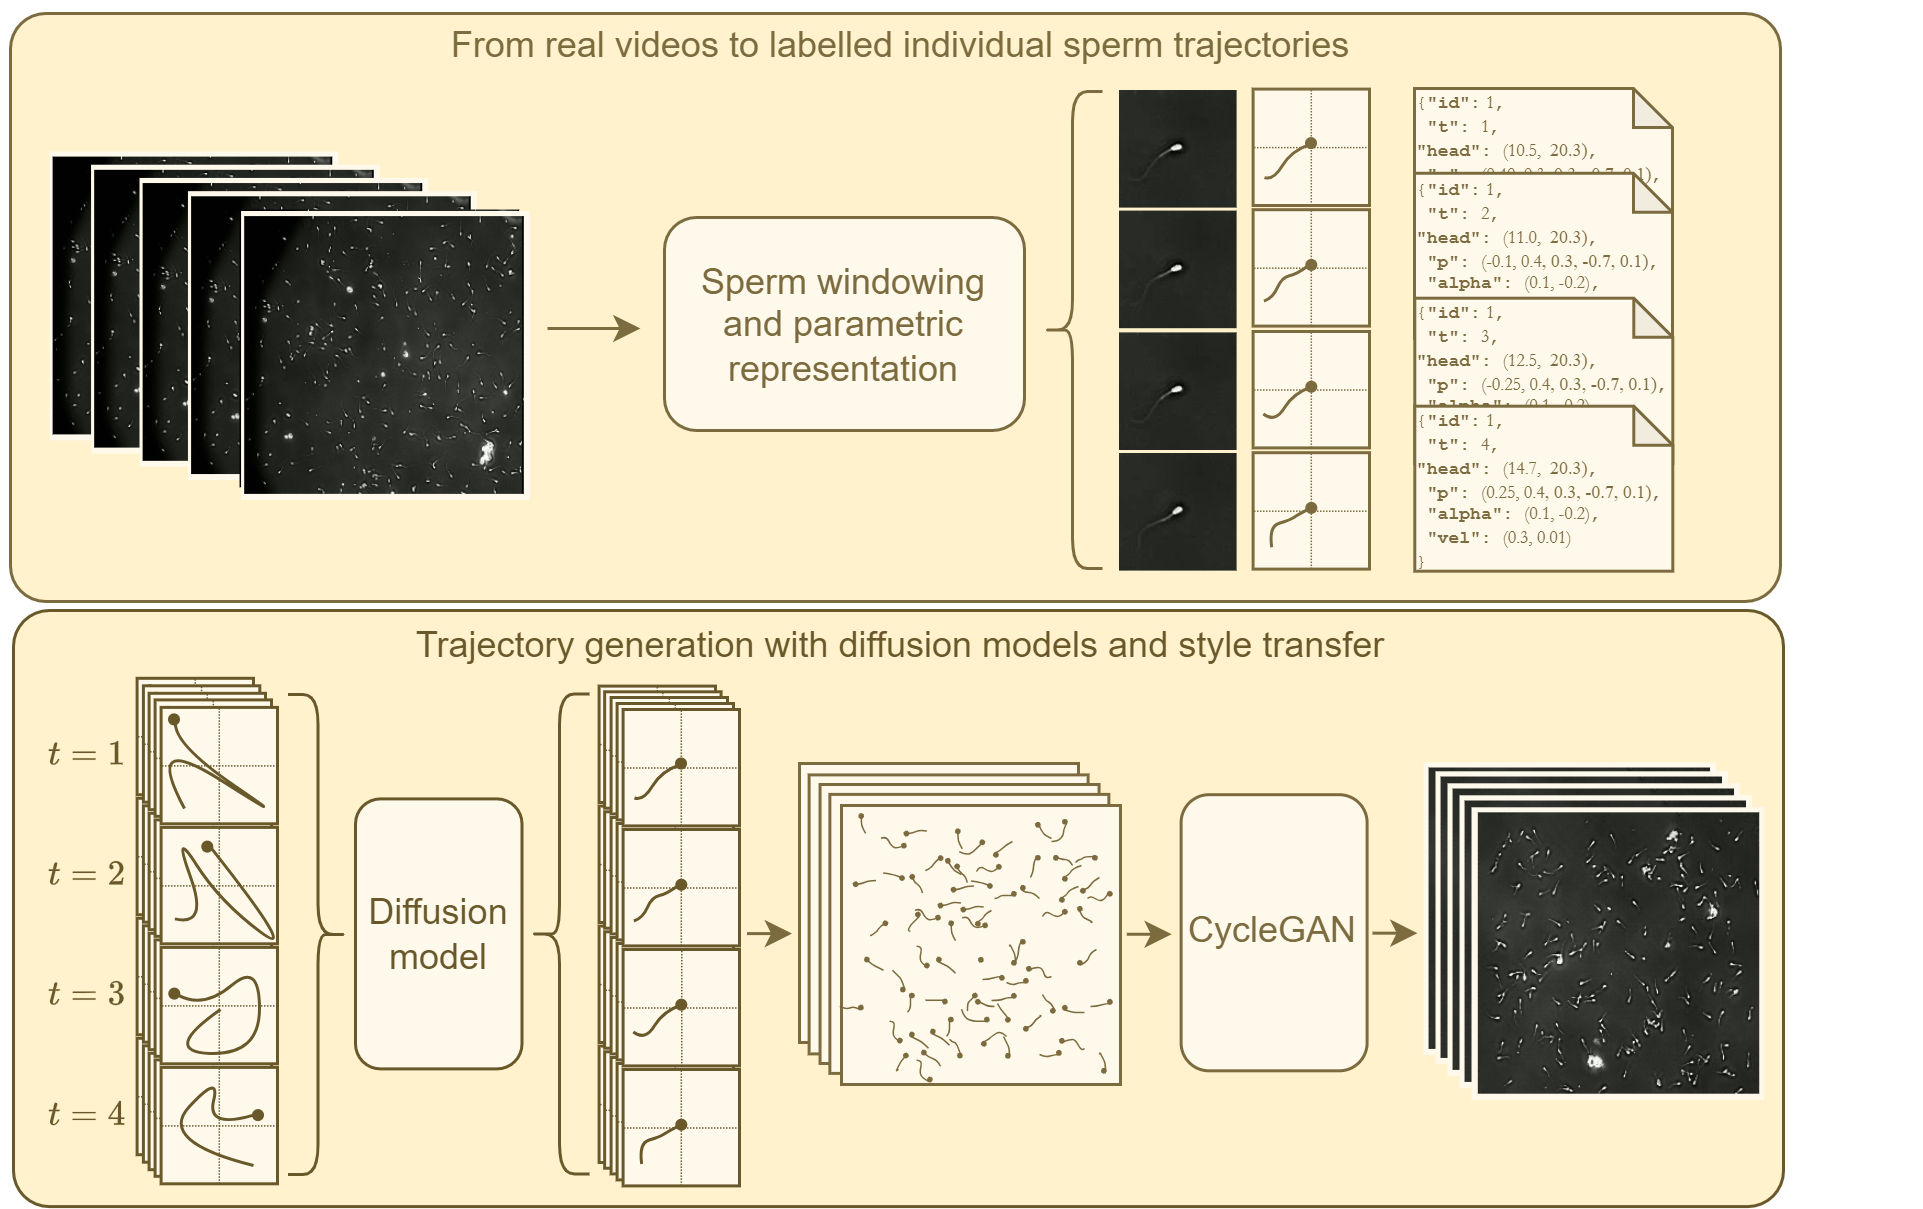 From real videos to labelled individual sperm trajectories
Sperm windowing
and parametric
representation
{"id": 1,
"t": 1,
"head": (10.5, 20.3),
{"id": 1,
"t": 2,
"head": (11.0, 20.3),
"p": (-0.1, 0.4, 0.3, -0.7, 0.1),
"alpha": (0.1, -0.2),
{"id": 1,
"t": 3,
"head": (12.5, 20.3),
"p": (-0.25, 0.4, 0.3, -0.7, 0.1),
"alpha": (0.1, -0.2)
{"id": 1,
"t": 4,
"head": (14.7, 20.3),
"p": (0.25, 0.4, 0.3, -0.7, 0.1),
"alpha": (0.1, -0.2),
"vel": (0.3, 0.01)
}
Trajectory generation with diffusion models and style transfer
t = 1
t = 2
t = 3
t = 4
Diffusion
model
CycleGAN